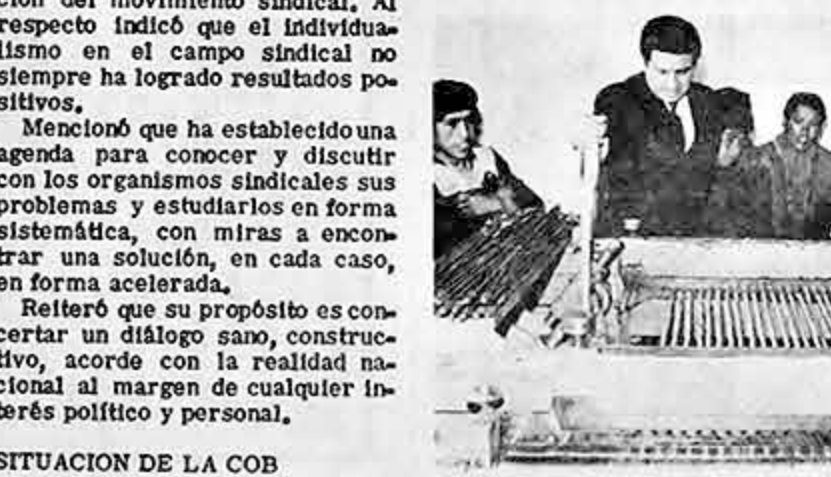 ción del movimiento sindical. Al
respecto indicó que el individua-
lismo en el campo sindical no
siempre ha logrado resultados po-
sitivos.
Mencionó que ha establecido una
agenda para conocer y discutir
con los organismos sindicales sus
problemas y estudiarlos en forma
sistemática, con miras a encon-
trar una solución, en cada caso,
en forma acelerada.
Reiteró que su propósito es con-
certar un diálogo sano, construc-
tivo, acorde con la realidad na-
cional al margen de cualquier in-
terés político y personal.
SITUACION DE LA COB